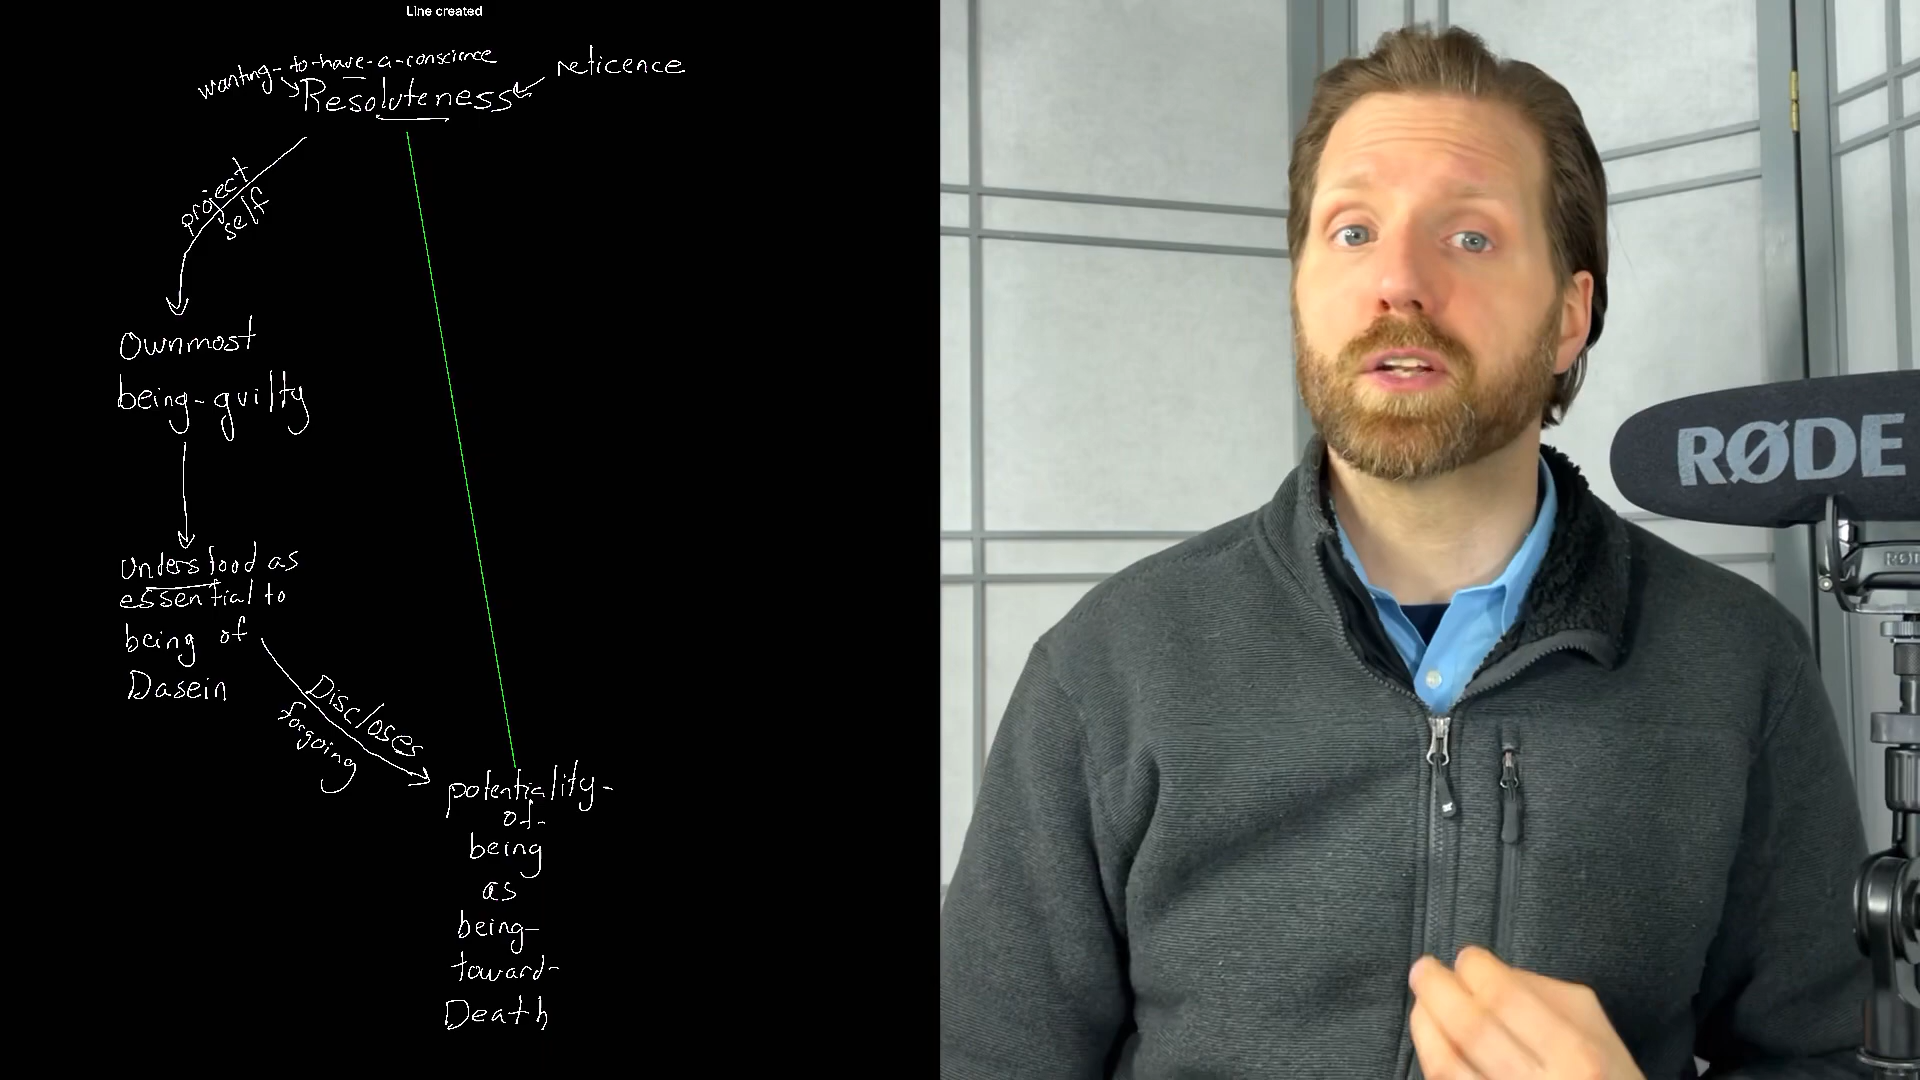 Line created
wanting-to-have-a-conscience
reticence
Resoluteness
project
self
Ownmost
being-guilty
understood as
essential to
being of
Dasein
Discloses
forgoing
potentiality-
of-
being
as
being-
toward-
Death
RØDE